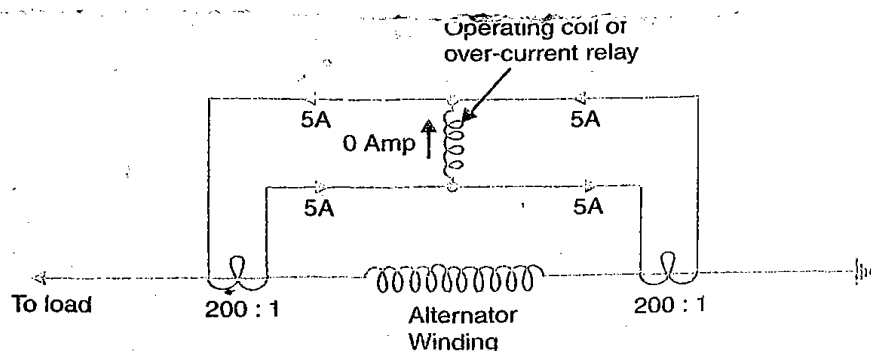 Operating coil of
over-current relay
5A
5A
0 Amp
5A
5A
To load
200 : 1
Alternator
Winding
200 : 1